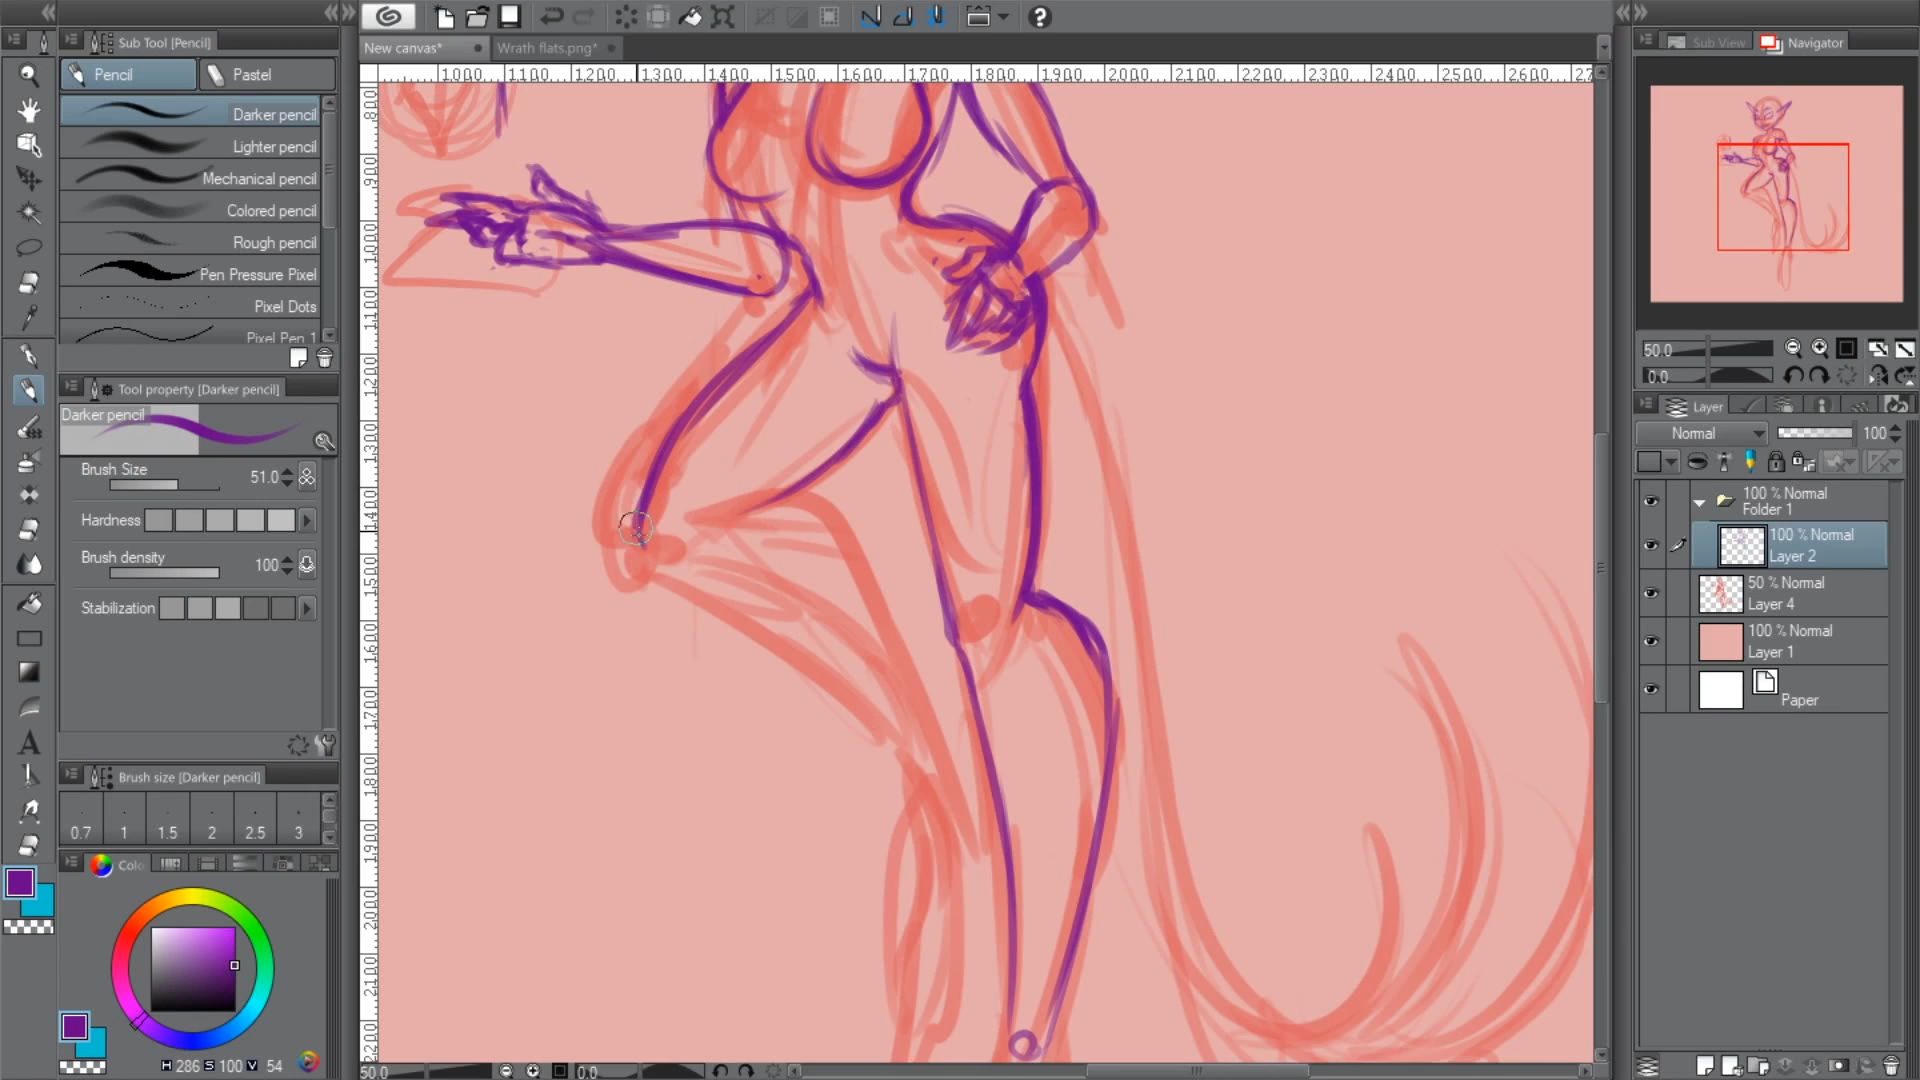 Sub Tool [Pencil]
Pencil
Pastel
Darker pencil
Lighter pencil
Mechanical pencil
Colored pencil
Rough pencil
Pen Pressure Pixel
Pixel Dots
Pixel Pen 1
Tool property [Darker pencil]
Darker pencil
Brush Size
51.0
Hardness
Brush density
100
Stabilization
Brush size [Darker pencil]
0.7 1 1.5 2 2.5 3
Colo
H 286 S 100 V 54
New canvas*
Wrath flats.png*
1000 1100 1200 1300 1400 1500 1600 1700 1800 1900 2000 2100 2200 2300 2400 2500 2600 27
800
900
1000
1100
1200
1300
1400
1500
1600
1700
1800
1900
2000
2100
2200
50.0
0.0
Sub View
Navigator
50.0
0.0
Layer
Normal
100
100 % Normal
Folder 1
100 % Normal
Layer 2
50 % Normal
Layer 4
100 % Normal
Layer 1
Paper